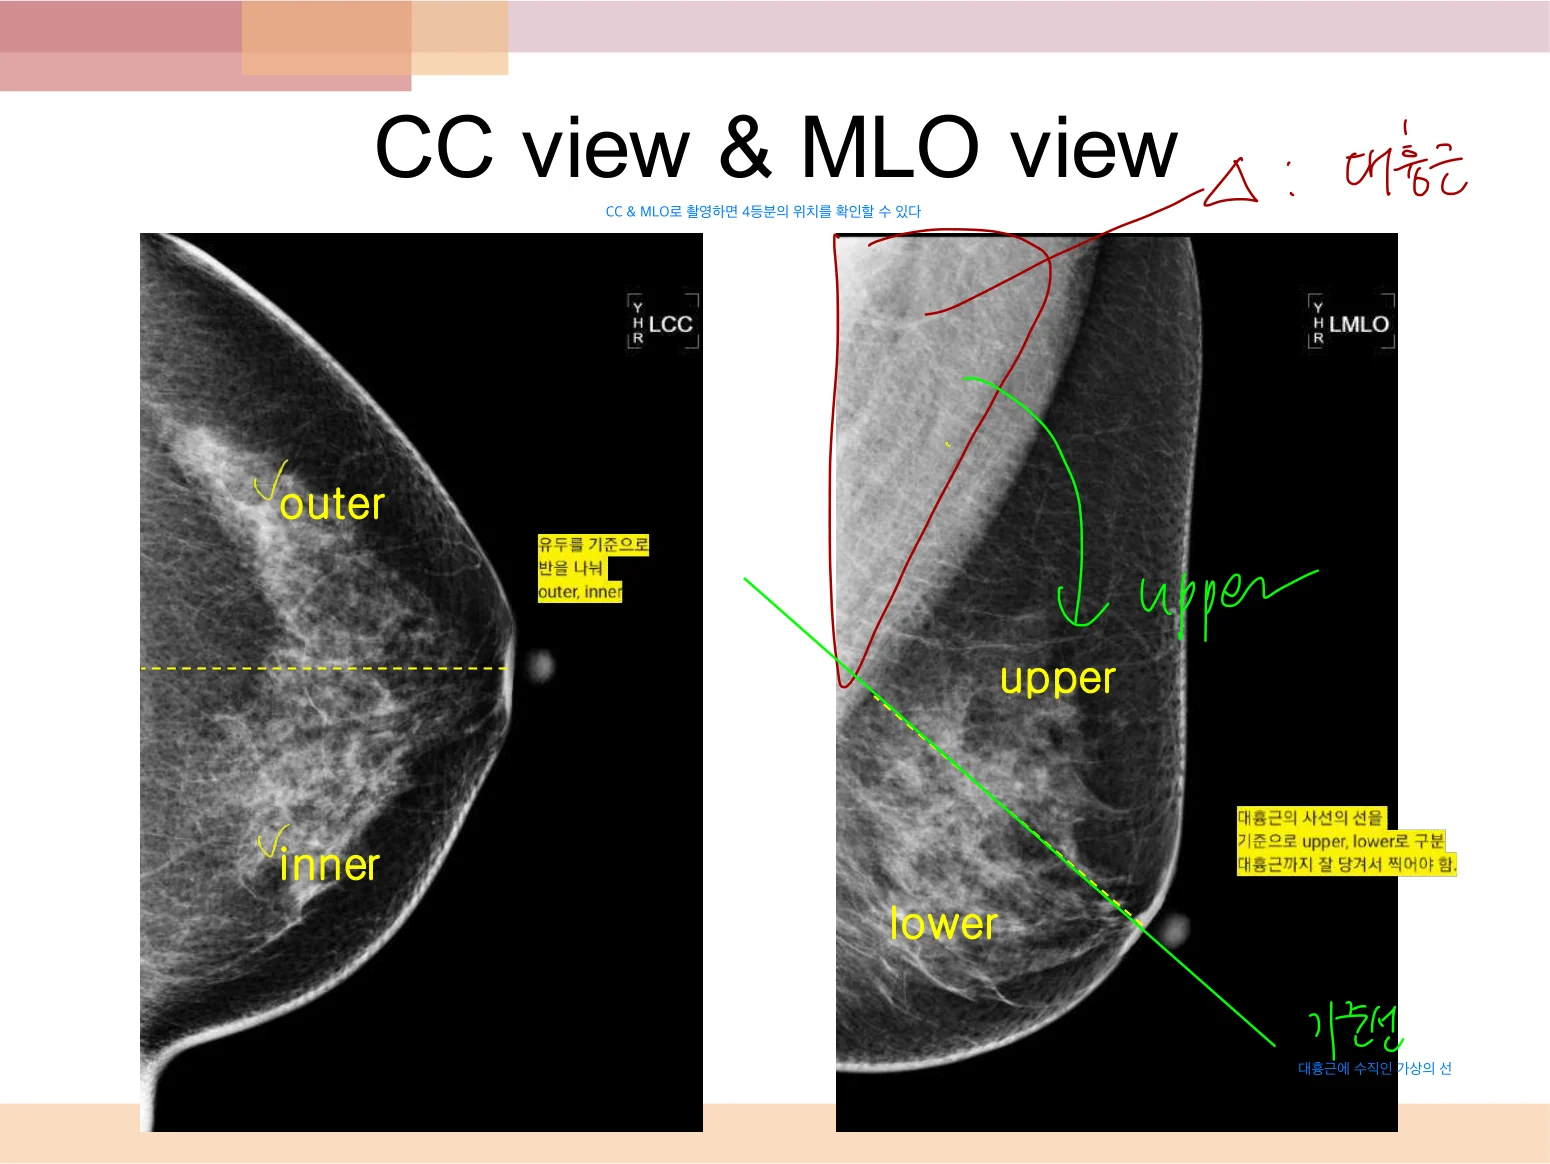 CC view & MLO view
△ : 대흉근
CC & MLO로 촬영하면 4등분의 위치를 확인할 수 있다
YHR LCC
outer
유두를 기준으로
반을 나눠
outer, inner
inner
YHR LMLO
upper
upper
대흉근의 사선의 선을
기준으로 upper, lower로 구분
대흉근까지 잘 당겨서 찍어야 함.
lower
기준선
대흉근에 수직인 가상의 선